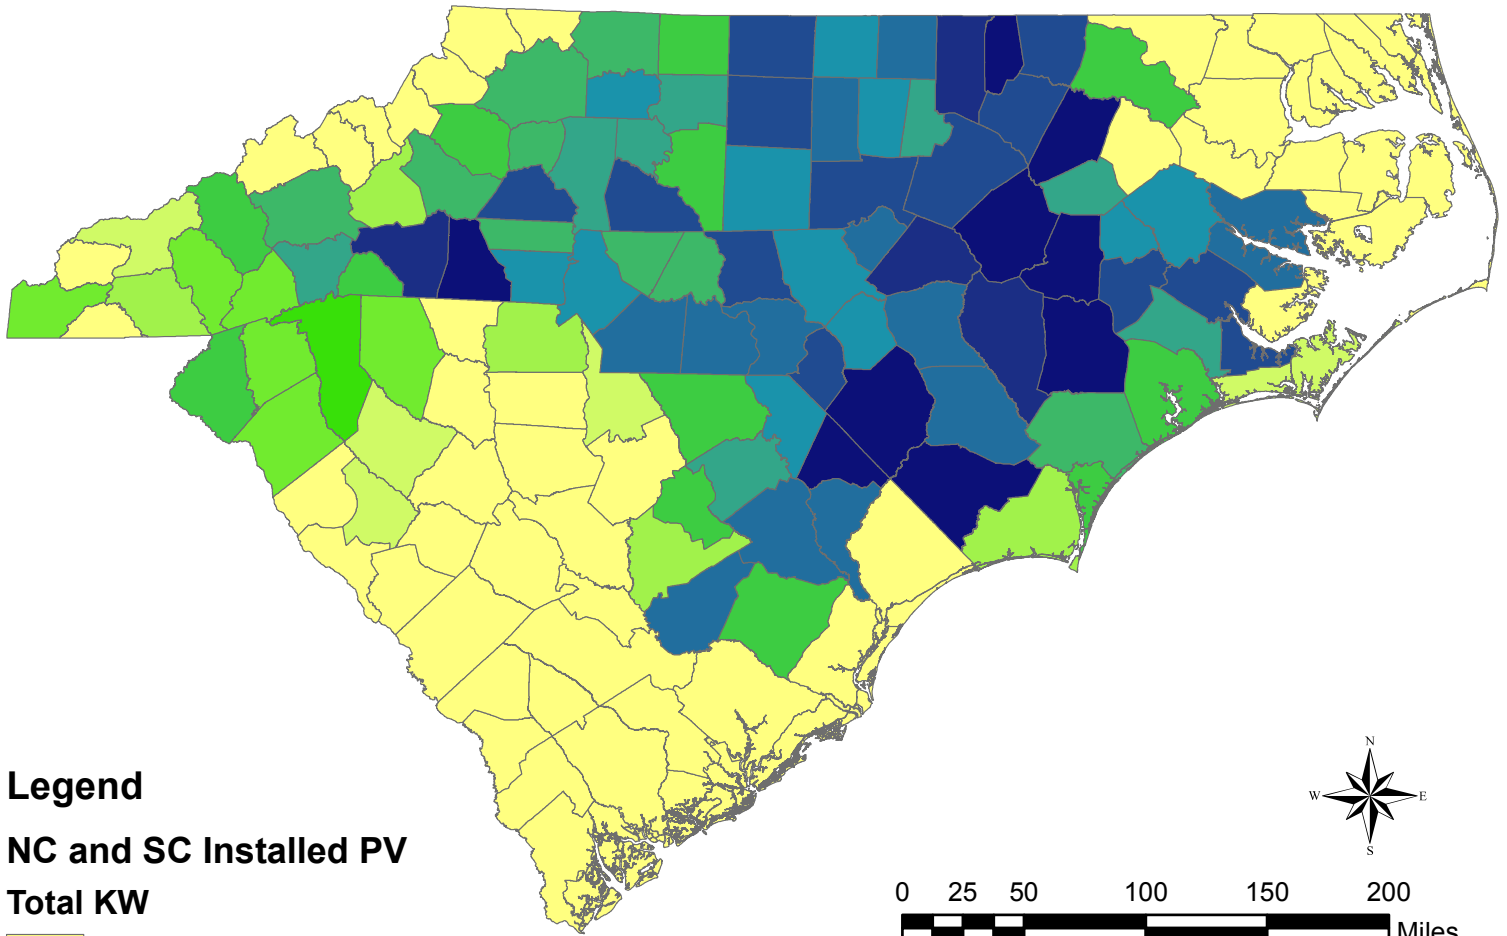 Legend
NC and SC Installed PV
Total KW
N
W E
S
0 25 50 100 150 200
Miles